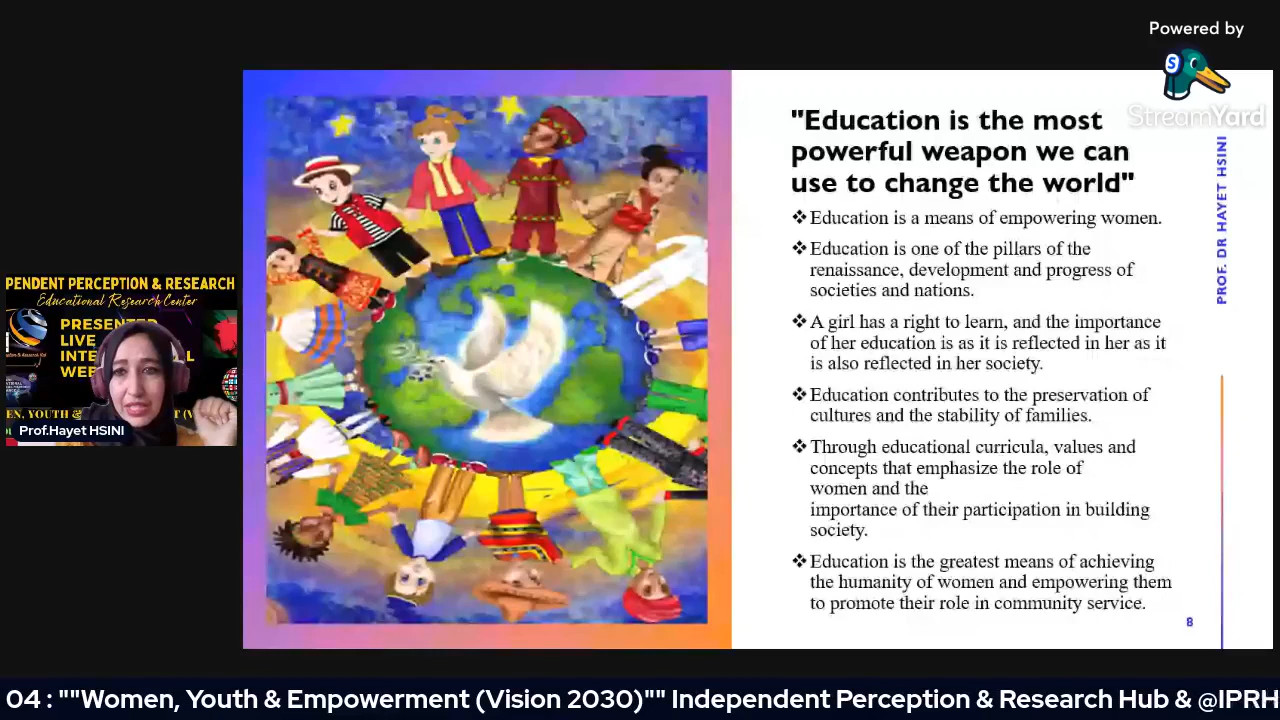 Powered by
StreamYard
"Education is the most
powerful weapon we can
use to change the world"
❖ Education is a means of empowering women.
❖ Education is one of the pillars of the
renaissance, development and progress of
societies and nations.
❖ A girl has a right to learn, and the importance
of her education is as it is reflected in her as it
is also reflected in her society.
❖ Education contributes to the preservation of
cultures and the stability of families.
❖ Through educational curricula, values and
concepts that emphasize the role of
women and the
importance of their participation in building
society.
❖ Education is the greatest means of achieving
the humanity of women and empowering them
to promote their role in community service.
8
PROF. DR HAYET HSINI
PENDENT PERCEPTION & RESEARCH
Educational Research Center
PRESENTED
LIVE
Prof.Hayet HSINI
04 : ""Women, Youth & Empowerment (Vision 2030)"" Independent Perception & Research Hub & @IPRH